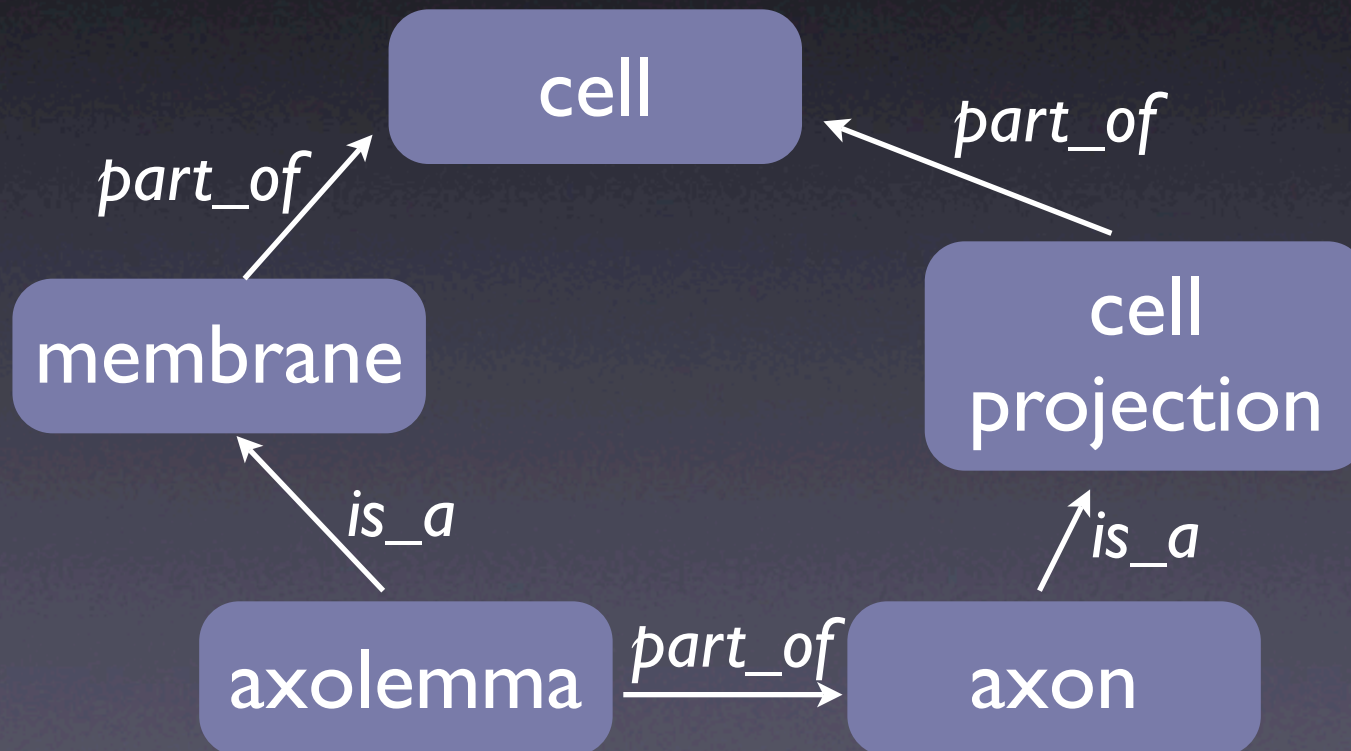 cell
part_of
part_of
membrane
cell
projection
is_a
is_a
axolemma
part_of
axon